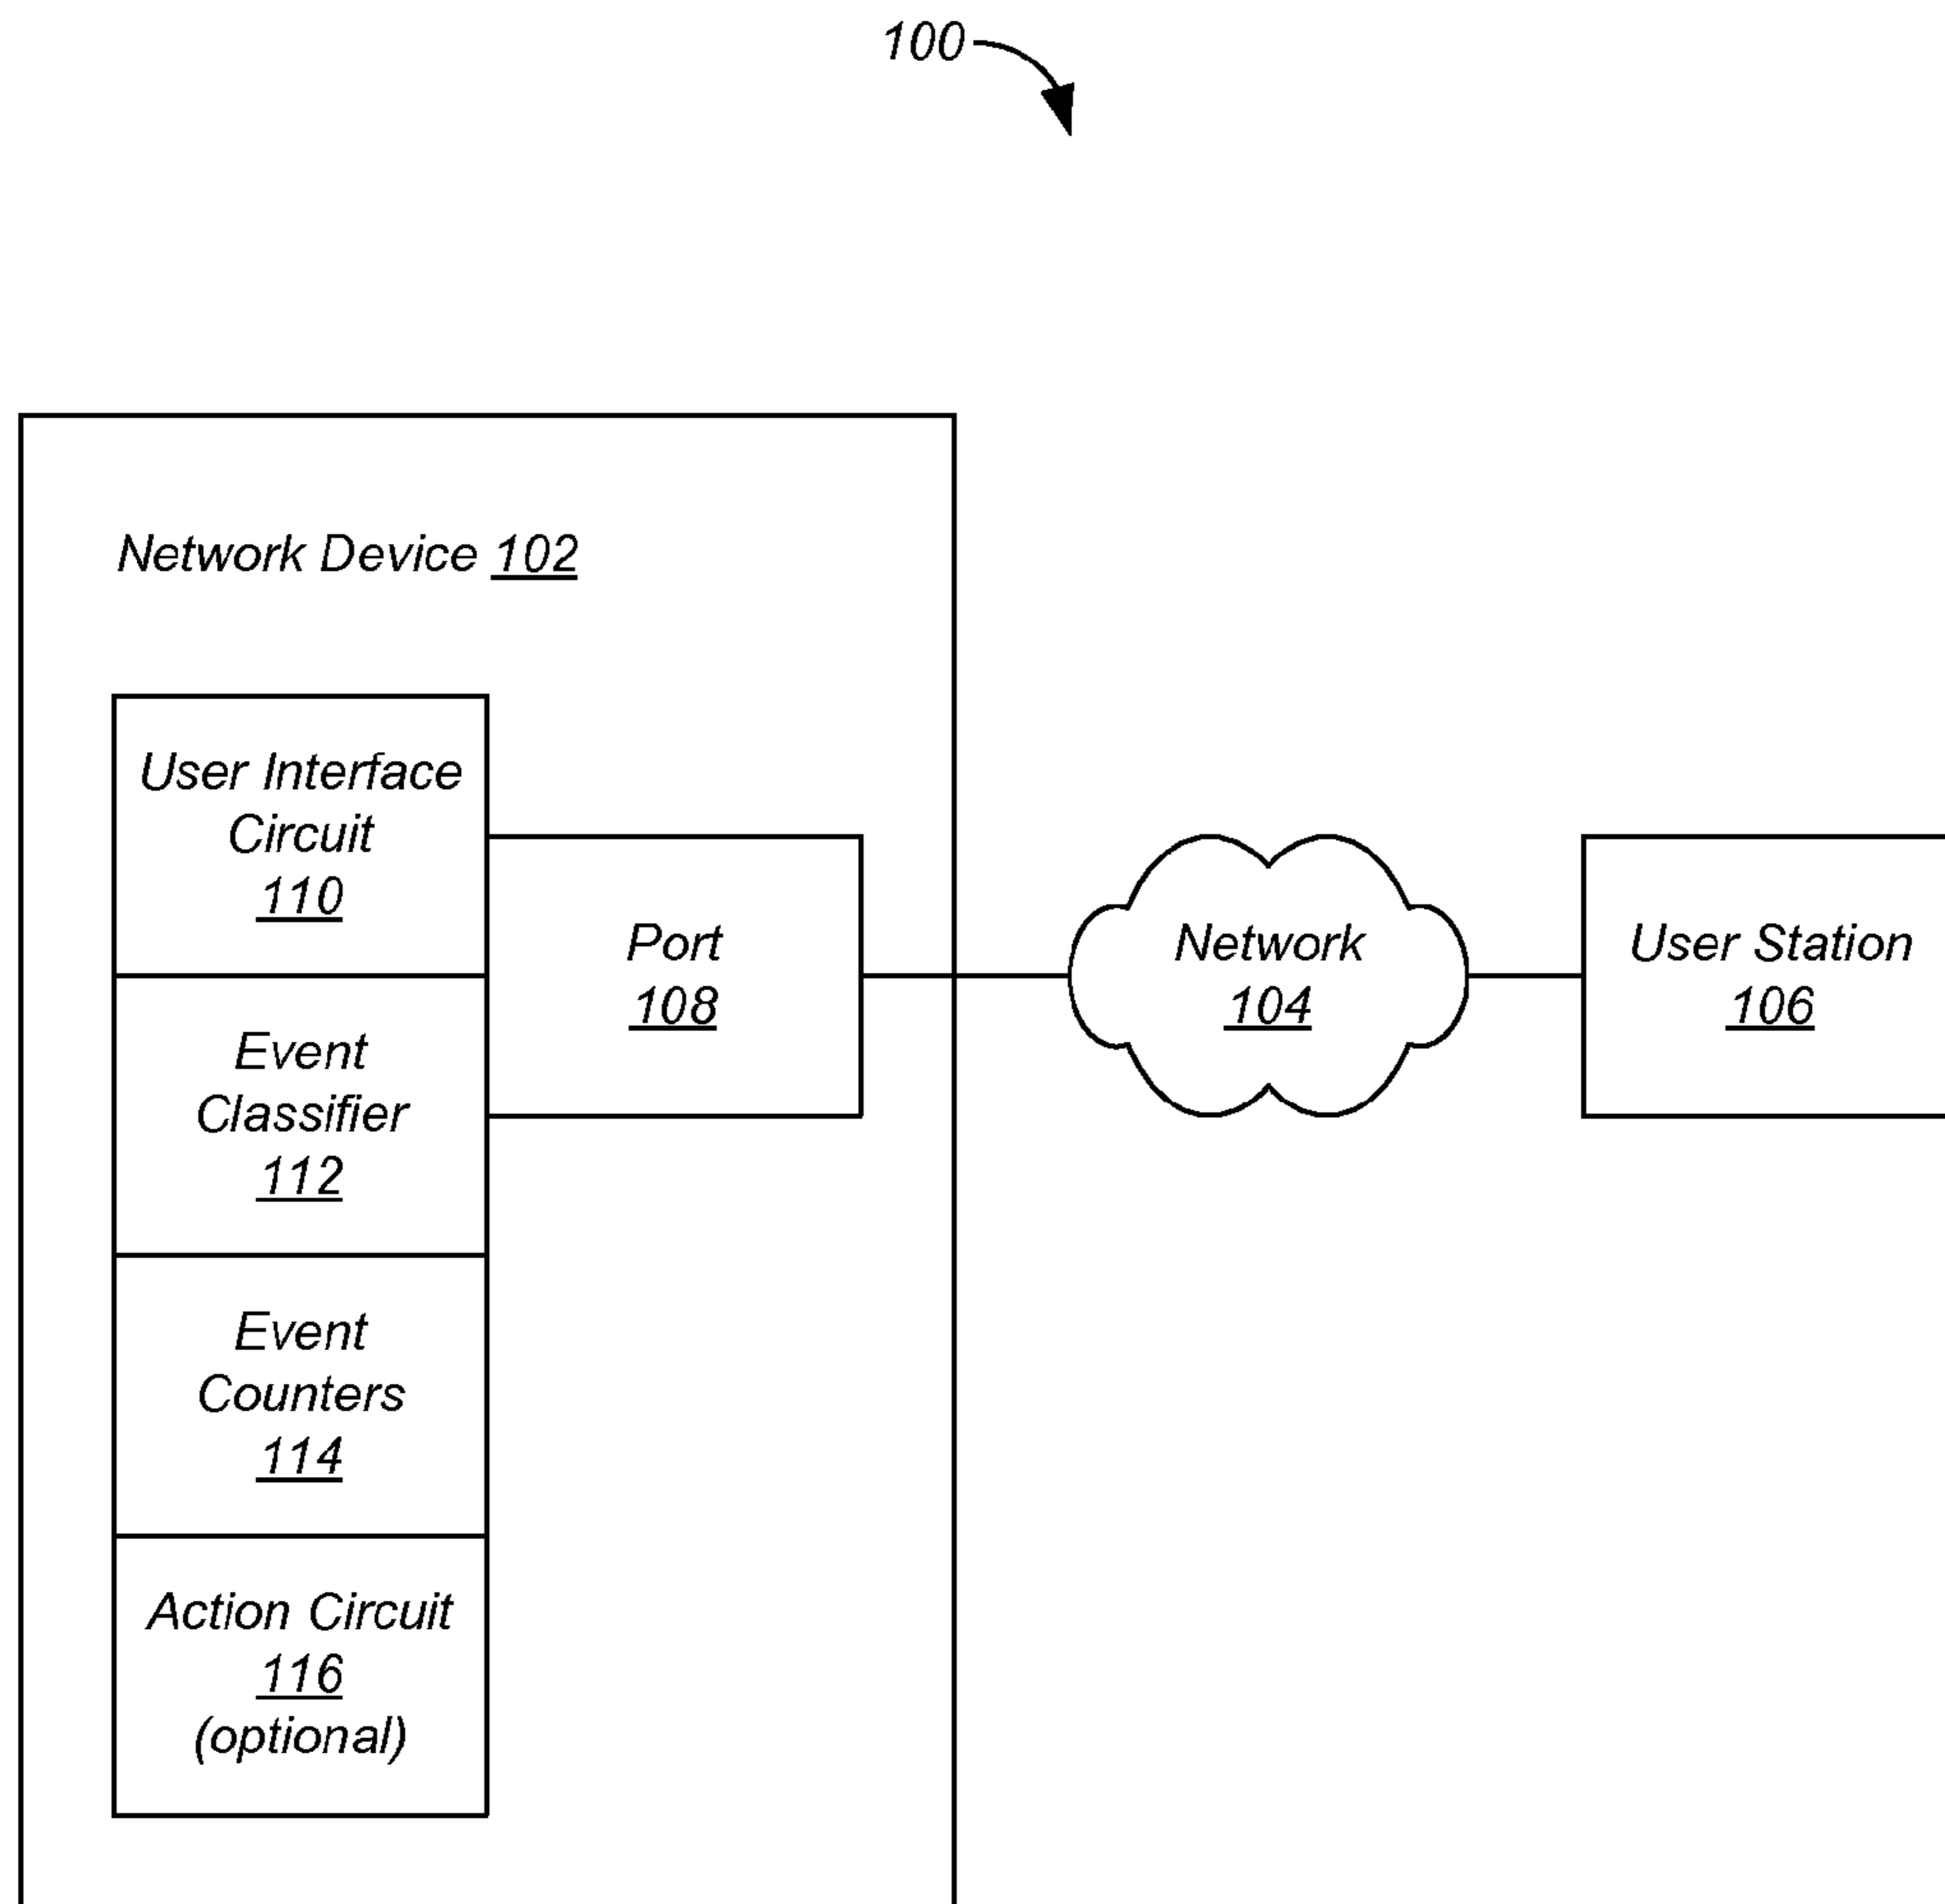 100
Network Device 102
User Interface
Circuit
110
Event
Classifier
112
Event
Counters
114
Action Circuit
116
(optional)
Port
108
Network
104
User Station
106